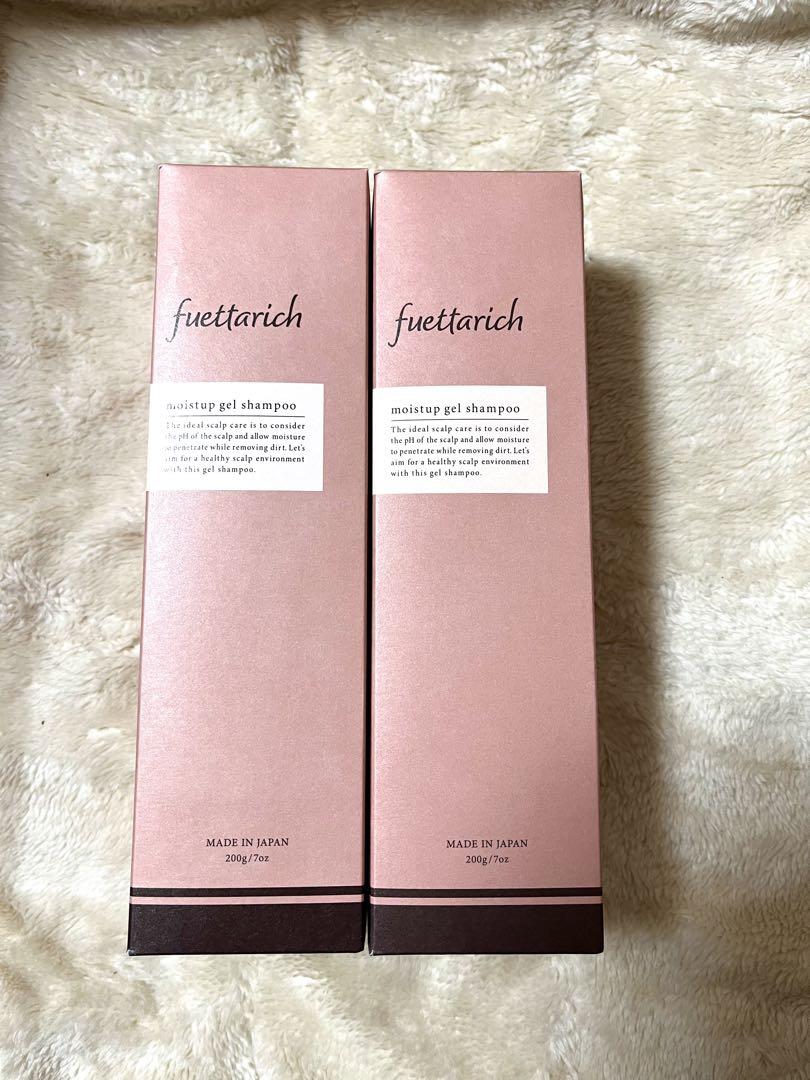 fuettarich
moistup gel shampoo
The ideal scalp care is to consider
the pH of the scalp and allow moisture
to penetrate while removing dirt. Let's
aim for a healthy scalp environment
with this gel shampoo.
MADE IN JAPAN
200g/7oz
fuettarich
moistup gel shampoo
The ideal scalp care is to consider
the pH of the scalp and allow moisture
to penetrate while removing dirt. Let's
aim for a healthy scalp environment
with this gel shampoo.
MADE IN JAPAN
200g/7oz